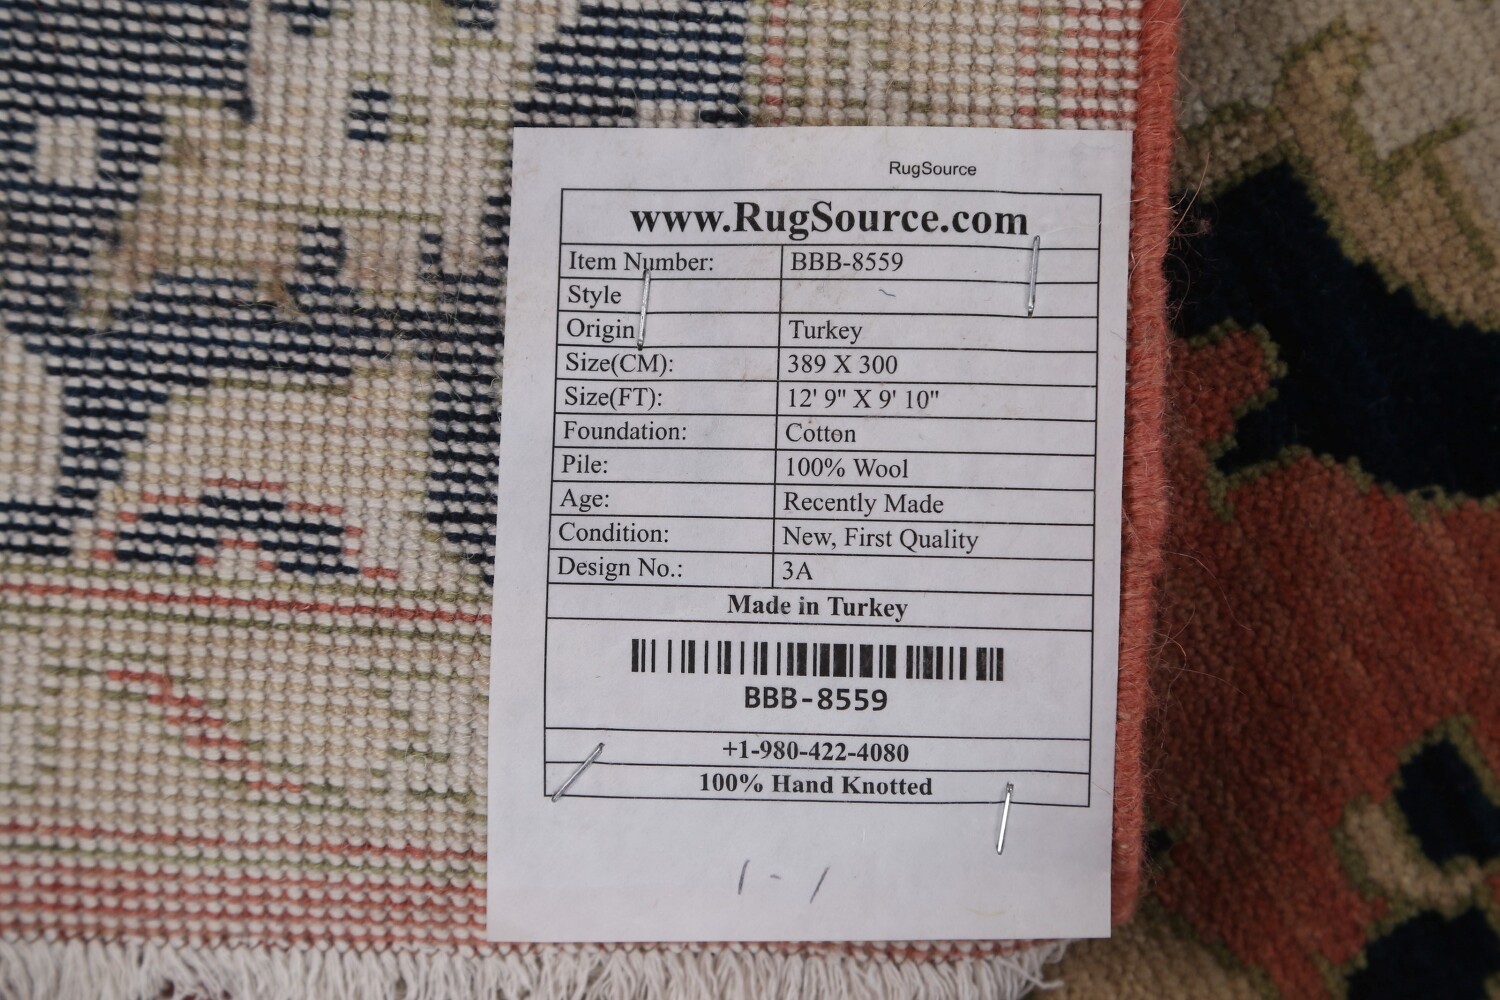 RugSource
www.RugSource.com
Item Number: BBB-8559
Style
Origin Turkey
Size(CM): 389 X 300
Size(FT): 12' 9" X 9' 10"
Foundation: Cotton
Pile: 100% Wool
Age: Recently Made
Condition: New, First Quality
Design No.: 3A
Made in Turkey
BBB-8559
+1-980-422-4080
100% Hand Knotted
1 - 1